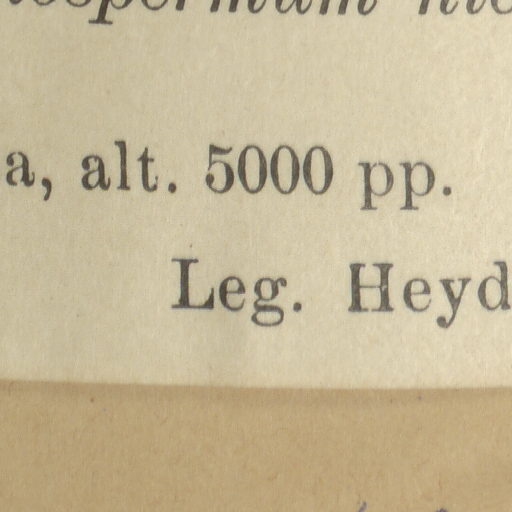 a, alt. 5000 pp.
Leg. Heyd